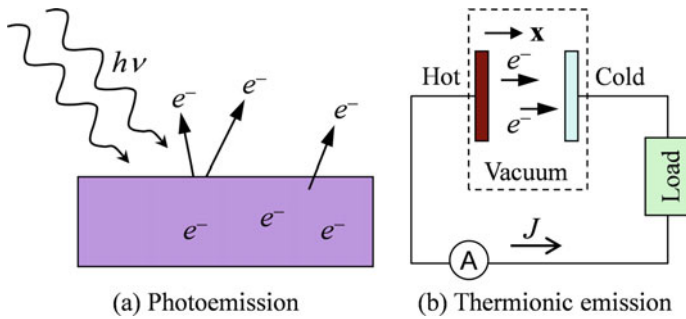 hν
e⁻
e⁻
e⁻
e⁻
e⁻
e⁻
(a) Photoemission
x
Hot
e⁻
e⁻
Cold
Vacuum
Load
J
A
(b) Thermionic emission